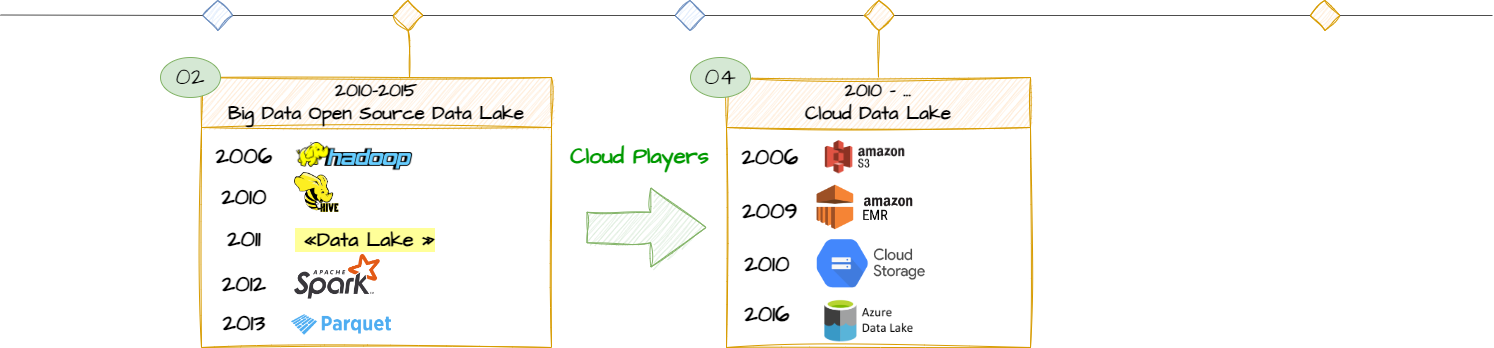 02
2010-2015
Big Data Open Source Data Lake
2006 hadoop
2010 HIVE
2011 «Data Lake »
2012 APACHE Spark
2013 Parquet
Cloud Players
04
2010 - ...
Cloud Data Lake
2006 amazon S3
2009 amazon EMR
2010 Cloud Storage
2016 Azure Data Lake